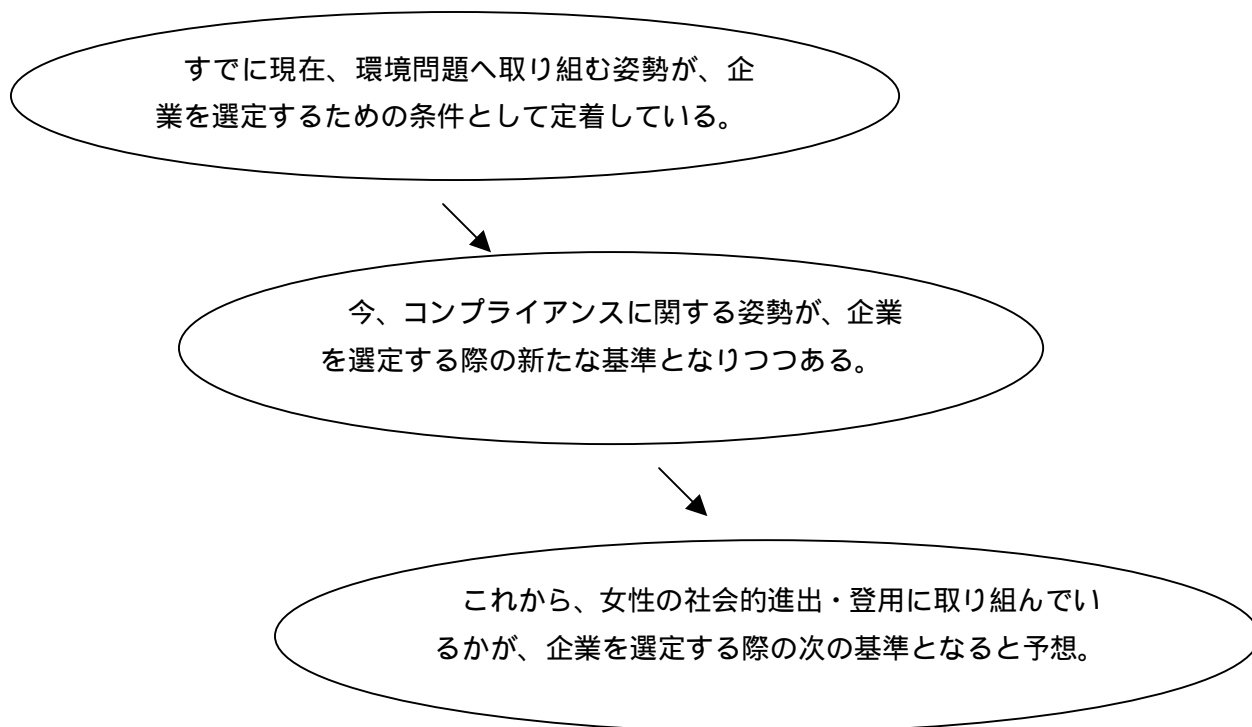 すでに現在、環境問題へ取り組む姿勢が、企
業を選定するための条件として定着している。
今、コンプライアンスに関する姿勢が、企業
を選定する際の新たな基準となりつつある。
これから、女性の社会的進出・登用に取り組んでい
るかが、企業を選定する際の次の基準となると予想。